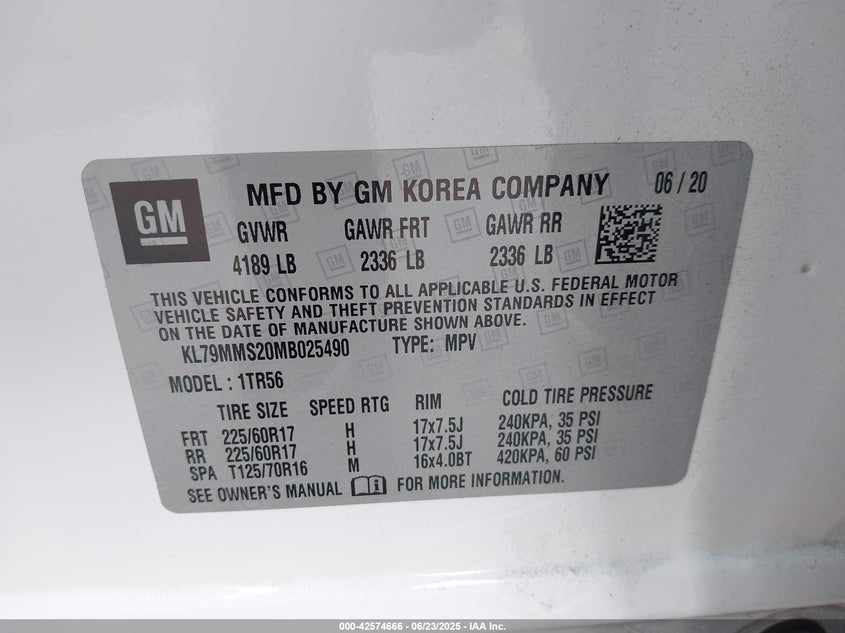 GM
MFD BY GM KOREA COMPANY 06 / 20
GVWR GAWR FRT GAWR RR
4189 LB 2336 LB 2336 LB
THIS VEHICLE CONFORMS TO ALL APPLICABLE U.S. FEDERAL MOTOR
VEHICLE SAFETY AND THEFT PREVENTION STANDARDS IN EFFECT
ON THE DATE OF MANUFACTURE SHOWN ABOVE.
KL79MMS20MB025490 TYPE: MPV
MODEL : 1TR56
TIRE SIZE SPEED RTG RIM COLD TIRE PRESSURE
FRT 225/60R17 H 17x7.5J 240KPA, 35 PSI
RR 225/60R17 H 17x7.5J 240KPA, 35 PSI
SPA T125/70R16 M 16x4.0BT 420KPA, 60 PSI
SEE OWNER'S MANUAL FOR MORE INFORMATION.
000-42574666 - 06/23/2025 - IAA Inc.